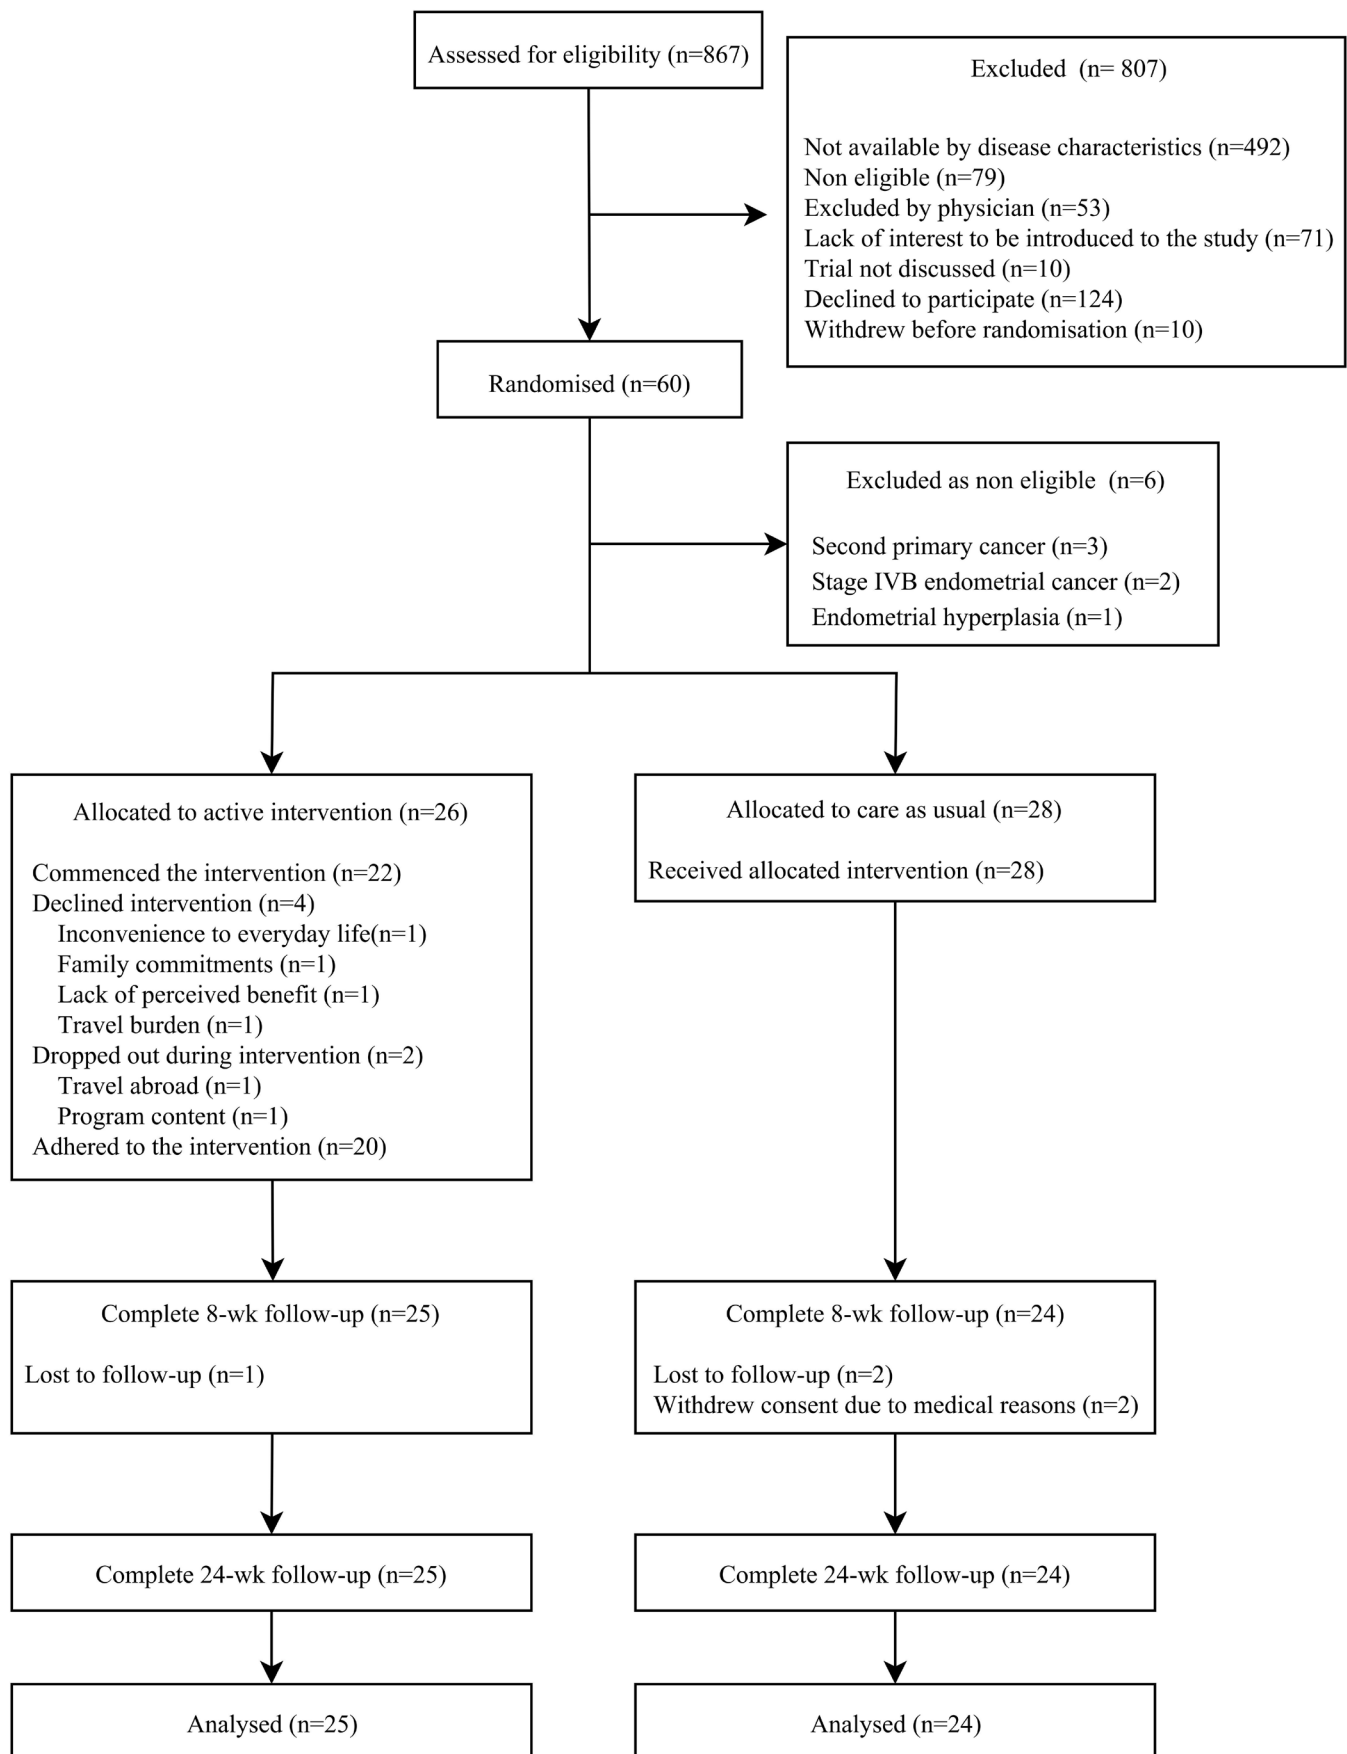 Assessed for eligibility (n=867)
Excluded  (n= 807)
Not available by disease characteristics (n=492)
Non eligible (n=79)
Excluded by physician (n=53)
Lack of interest to be introduced to the study (n=71)
Trial not discussed (n=10)
Declined to participate (n=124)
Withdrew before randomisation (n=10)
Randomised (n=60)
Excluded as non eligible  (n=6)
Second primary cancer (n=3)
Stage IVB endometrial cancer (n=2)
Endometrial hyperplasia (n=1)
Allocated to active intervention (n=26)
Commenced the intervention (n=22)
Declined intervention (n=4)
Inconvenience to everyday life(n=1)
Family commitments (n=1)
Lack of perceived benefit (n=1)
Travel burden (n=1)
Dropped out during intervention (n=2)
Travel abroad (n=1)
Program content (n=1)
Adhered to the intervention (n=20)
Allocated to care as usual (n=28)
Received allocated intervention (n=28)
Complete 8-wk follow-up (n=25)
Lost to follow-up (n=1)
Complete 8-wk follow-up (n=24)
Lost to follow-up (n=2)
Withdrew consent due to medical reasons (n=2)
Complete 24-wk follow-up (n=25)
Complete 24-wk follow-up (n=24)
Analysed (n=25)
Analysed (n=24)